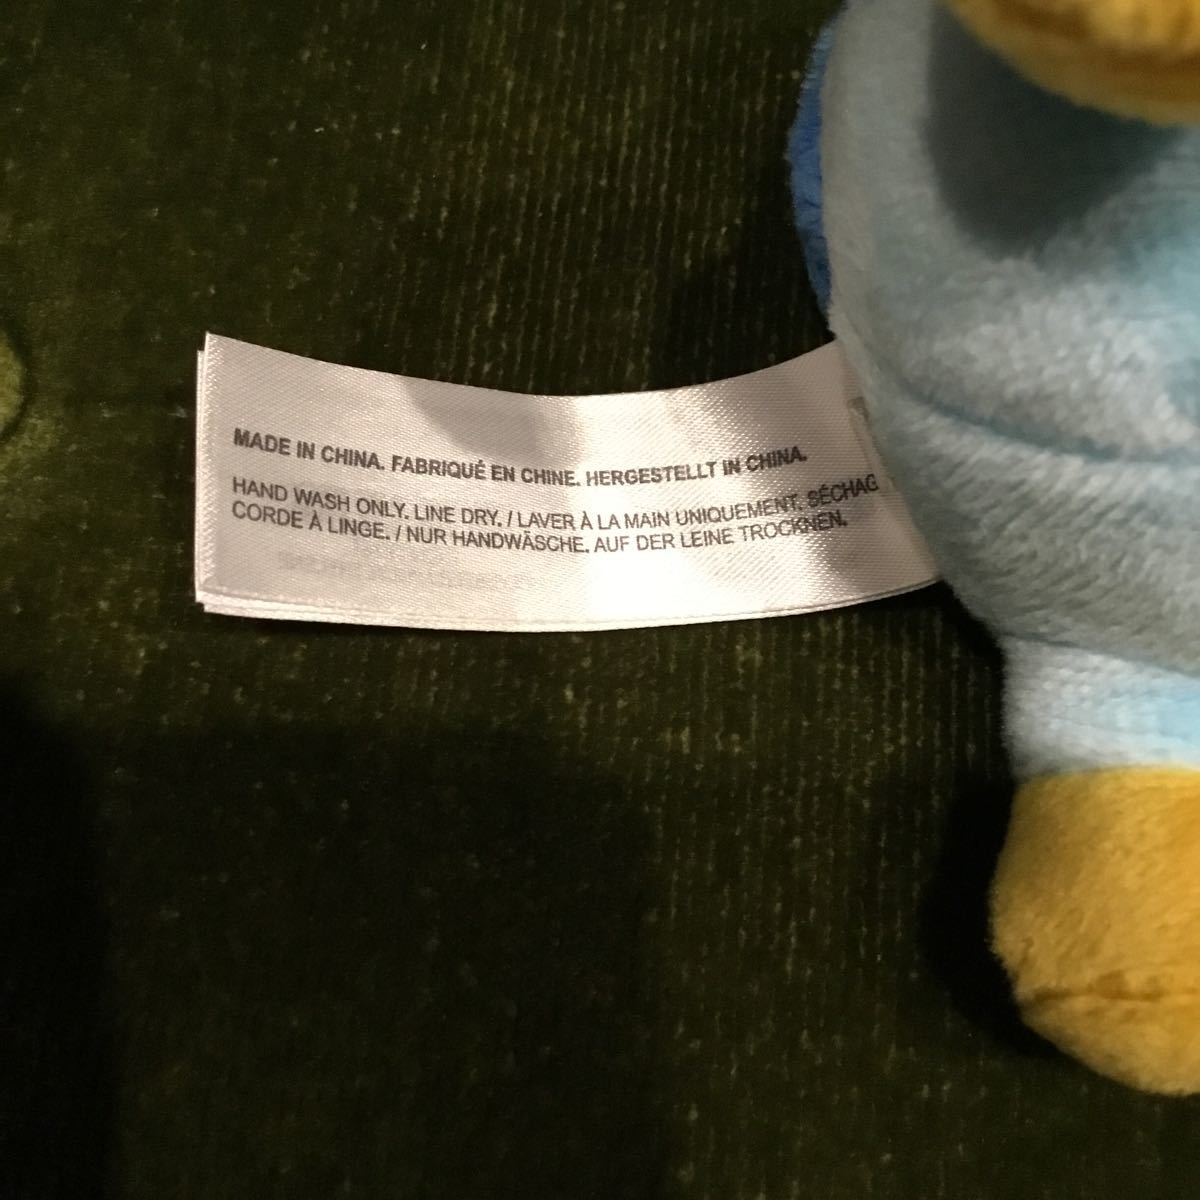 MADE IN CHINA. FABRIQUÉ EN CHINE. HERGESTELLT IN CHINA.
HAND WASH ONLY. LINE DRY. / LAVER À LA MAIN UNIQUEMENT. SÉCHAG
CORDE À LINGE. / NUR HANDWÄSCHE. AUF DER LEINE TROCKNEN.